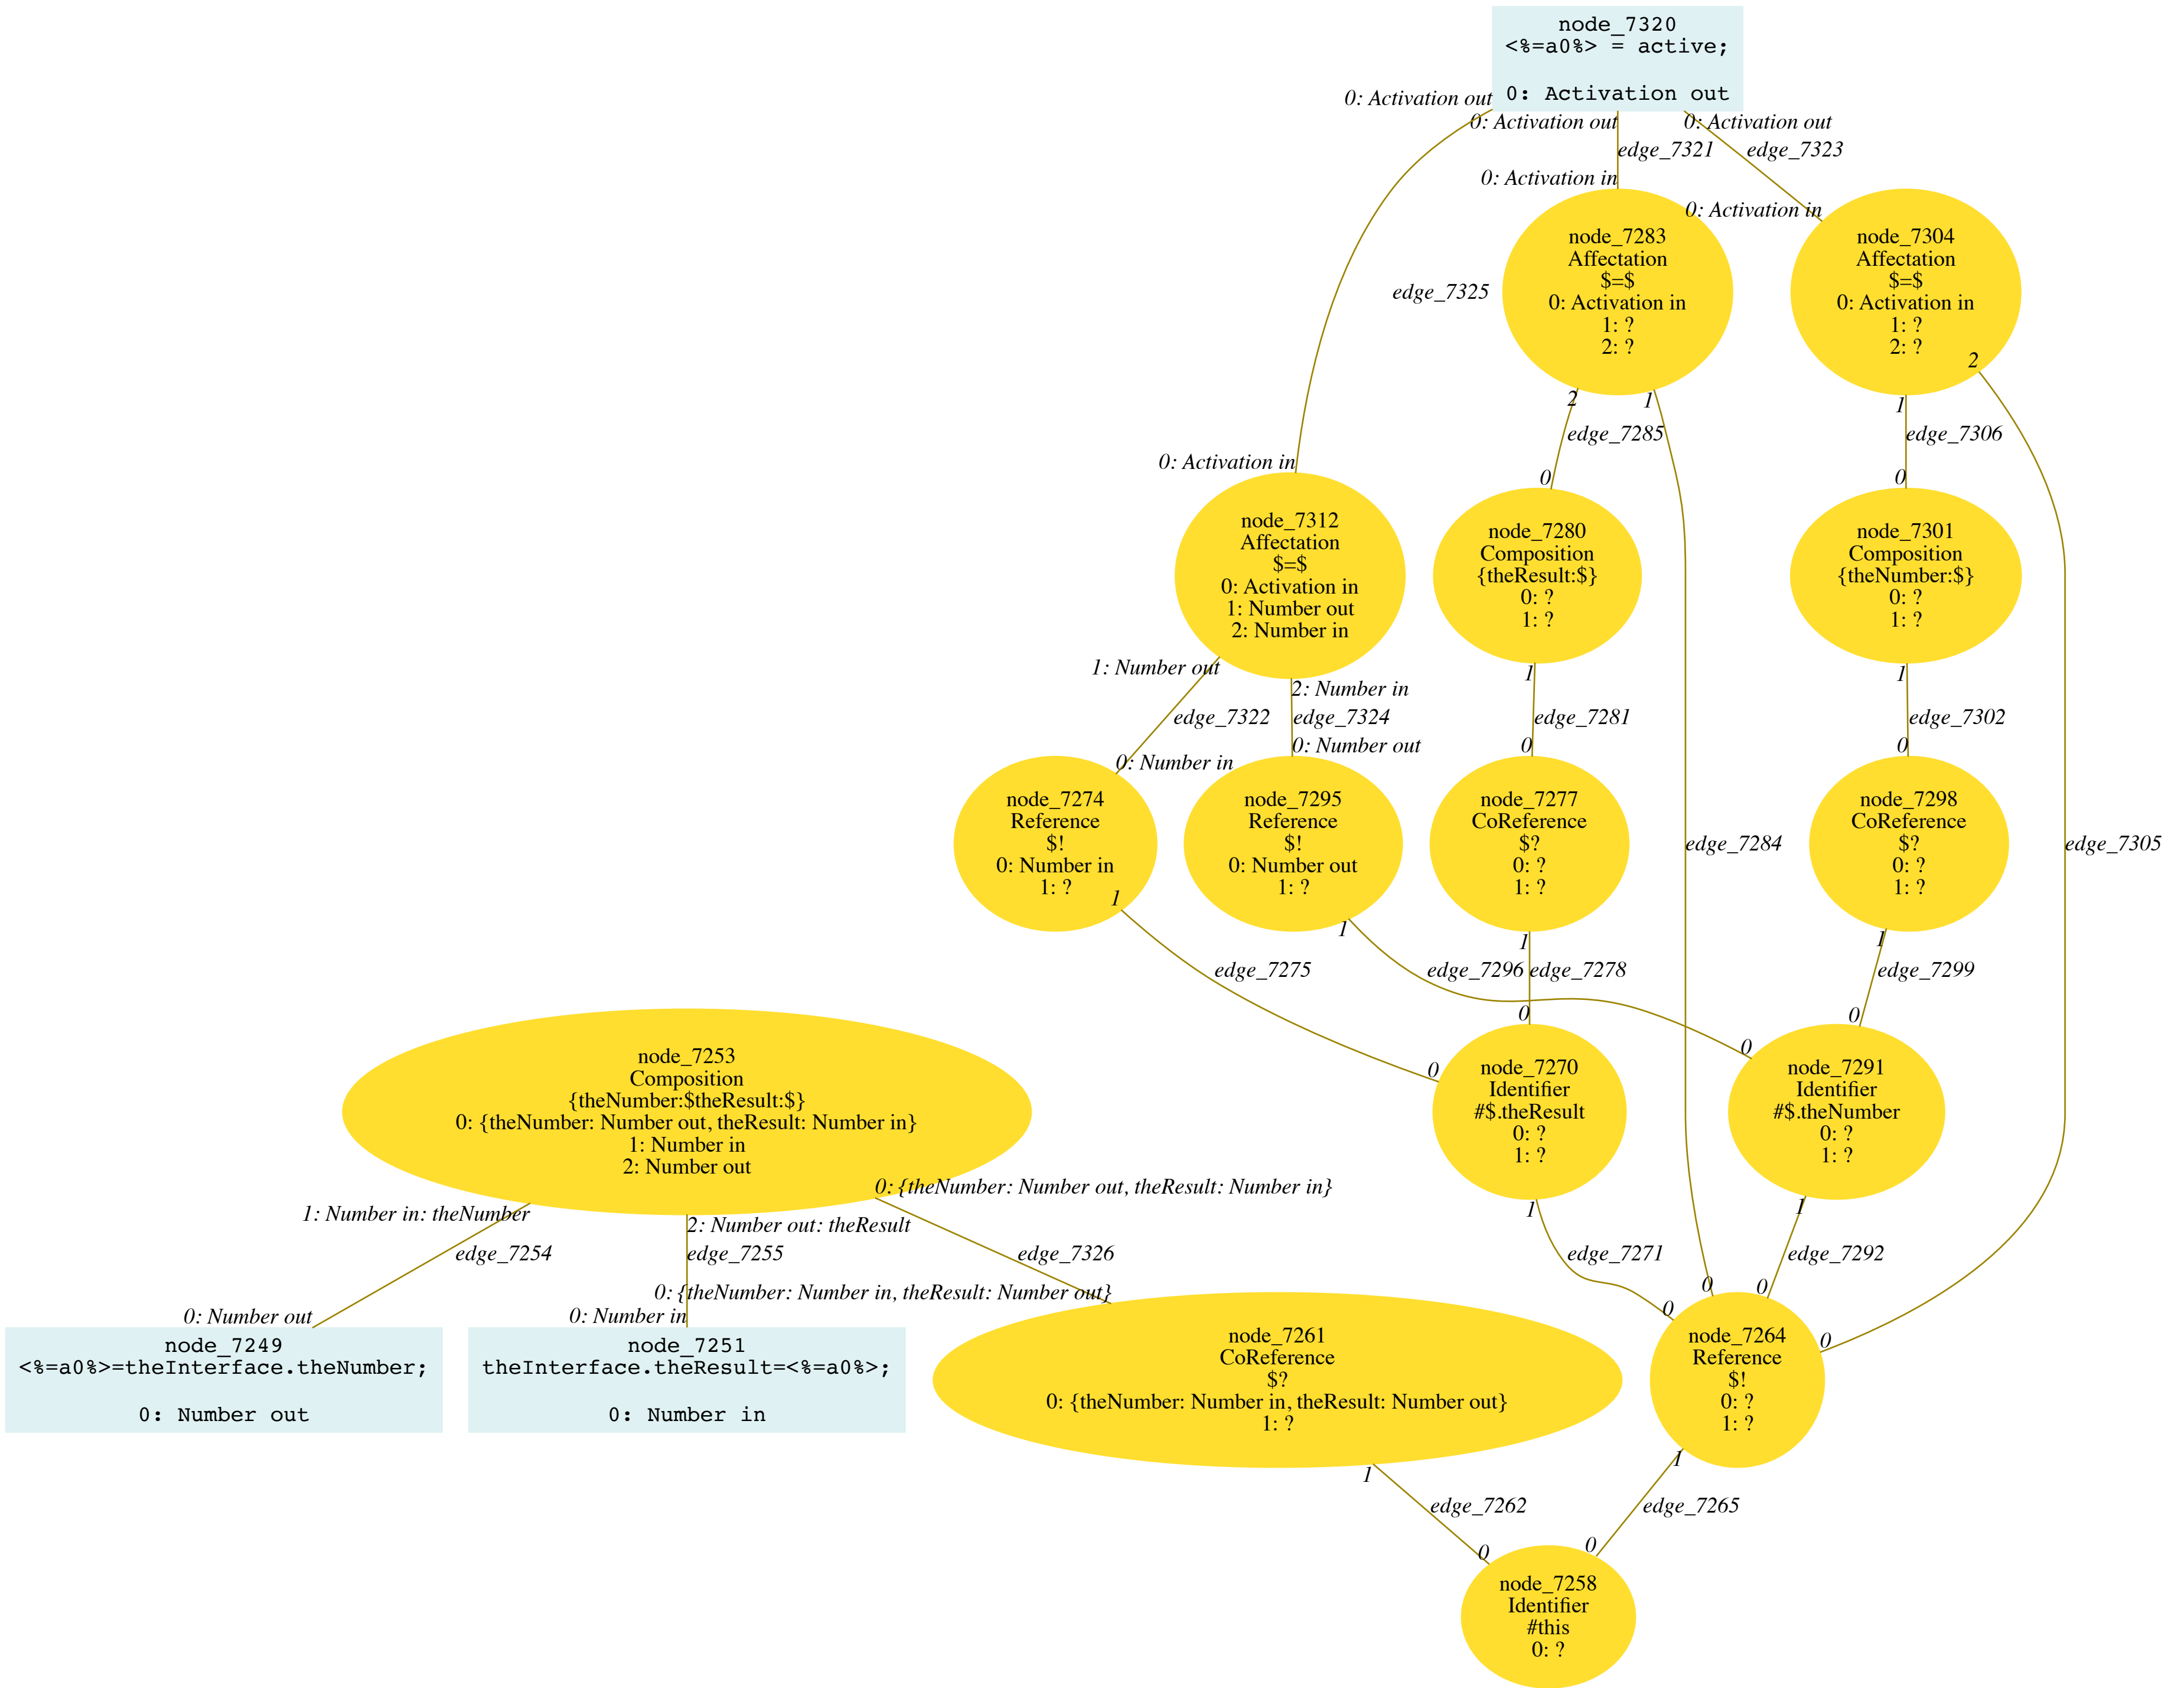 node_7320
<%=a0%> = active;
0: Activation out
0: Activation out
0: Activation out
0: Activation out
edge_7321
edge_7323
0: Activation in
0: Activation in
node_7283
Affectation
$=$
0: Activation in
1: ?
2: ?
node_7304
Affectation
$=$
0: Activation in
1: ?
2: ?
edge_7325
2
2
1
1
edge_7285
edge_7306
0: Activation in
0
0
node_7312
Affectation
$=$
0: Activation in
1: Number out
2: Number in
node_7280
Composition
{theResult:$}
0: ?
1: ?
node_7301
Composition
{theNumber:$}
0: ?
1: ?
1: Number out
2: Number in
1
1
edge_7322
edge_7324
edge_7281
edge_7302
0: Number in
0: Number out
0
0
node_7274
Reference
$!
0: Number in
1: ?
node_7295
Reference
$!
0: Number out
1: ?
node_7277
CoReference
$?
0: ?
1: ?
edge_7284
node_7298
CoReference
$?
0: ?
1: ?
edge_7305
1
1
1
1
edge_7275
edge_7296
edge_7278
edge_7299
0
0
0
0
node_7253
Composition
{theNumber:$theResult:$}
0: {theNumber: Number out, theResult: Number in}
1: Number in
2: Number out
node_7270
Identifier
#$.theResult
0: ?
1: ?
node_7291
Identifier
#$.theNumber
0: ?
1: ?
1: Number in: theNumber
2: Number out: theResult
0: {theNumber: Number out, theResult: Number in}
1
1
edge_7254
edge_7255
edge_7326
edge_7271
edge_7292
0: Number out
0: Number in
0: {theNumber: Number in, theResult: Number out}
0
0
0
0
node_7249
<%=a0%>=theInterface.theNumber;
0: Number out
node_7251
theInterface.theResult=<%=a0%>;
0: Number in
node_7261
CoReference
$?
0: {theNumber: Number in, theResult: Number out}
1: ?
node_7264
Reference
$!
0: ?
1: ?
1
1
edge_7262
edge_7265
0
0
node_7258
Identifier
#this
0: ?